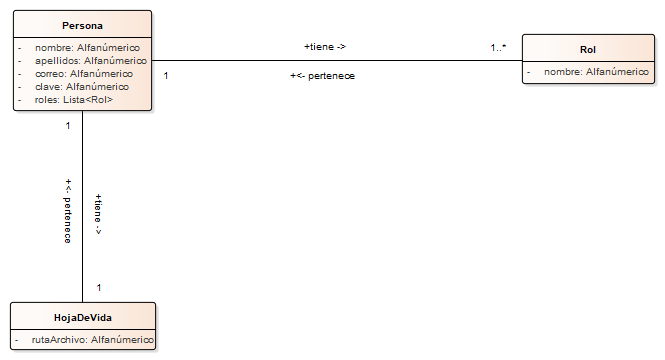 Persona
- nombre: Alfanúmerico
- apellidos: Alfanúmerico
- correo: Alfanúmerico
- clave: Alfanúmerico
- roles: Lista<Rol>
+tiene ->
1..*
1
+<- pertenece
Rol
- nombre: Alfanúmerico
1
+<- pertenece
+tiene ->
1
HojaDeVida
- rutaArchivo: Alfanúmerico